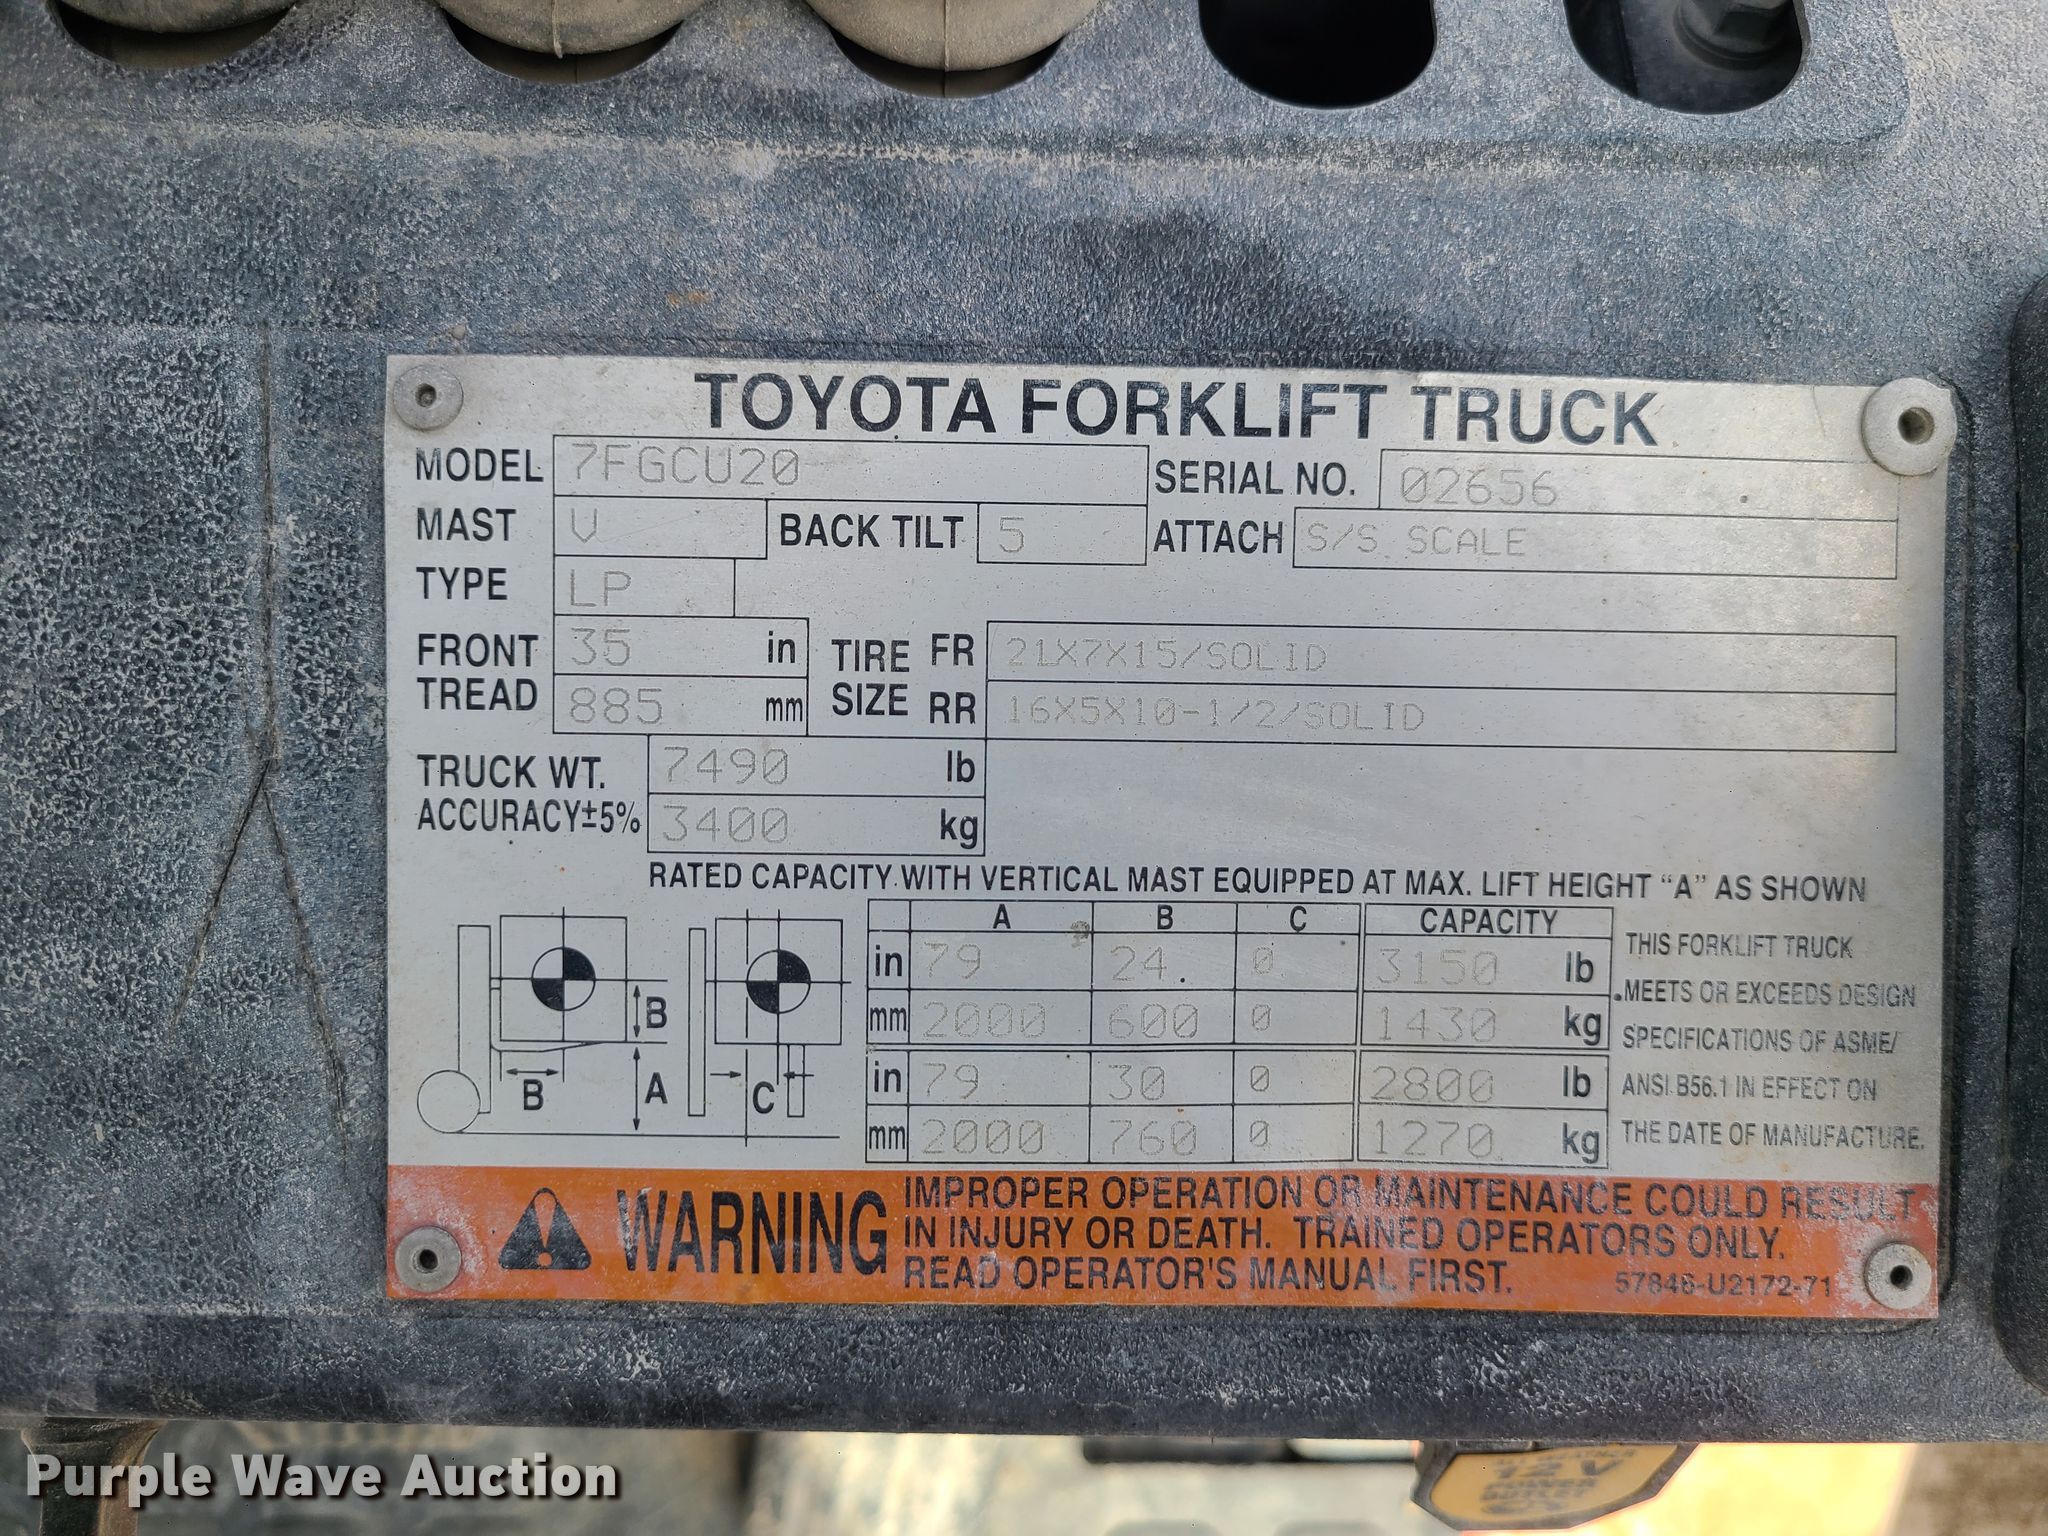 TOYOTA FORKLIFT TRUCK
MODEL 7FGCU20 SERIAL NO. 02656
MAST V BACK TILT 5 ATTACH S/S SCALE
TYPE LP
FRONT TREAD 35 in TIRE SIZE FR 21X7X15/SOLID
885 mm RR 16X5X10-1/2/SOLID
TRUCK WT. 7490 lb
ACCURACY±5% 3400 kg
RATED CAPACITY WITH VERTICAL MAST EQUIPPED AT MAX. LIFT HEIGHT "A" AS SHOWN
A B C CAPACITY
in 79 24 0 3150 lb
mm 2000 600 0 1430 kg
in 79 30 0 2800 lb
mm 2000 760 0 1270 kg
B
B A C
THIS FORKLIFT TRUCK
MEETS OR EXCEEDS DESIGN
SPECIFICATIONS OF ASME/
ANSI B56.1 IN EFFECT ON
THE DATE OF MANUFACTURE.
WARNING
IMPROPER OPERATION OR MAINTENANCE COULD RESULT
IN INJURY OR DEATH. TRAINED OPERATORS ONLY.
READ OPERATOR'S MANUAL FIRST. 57846-U2172-71
Purple Wave Auction
12V